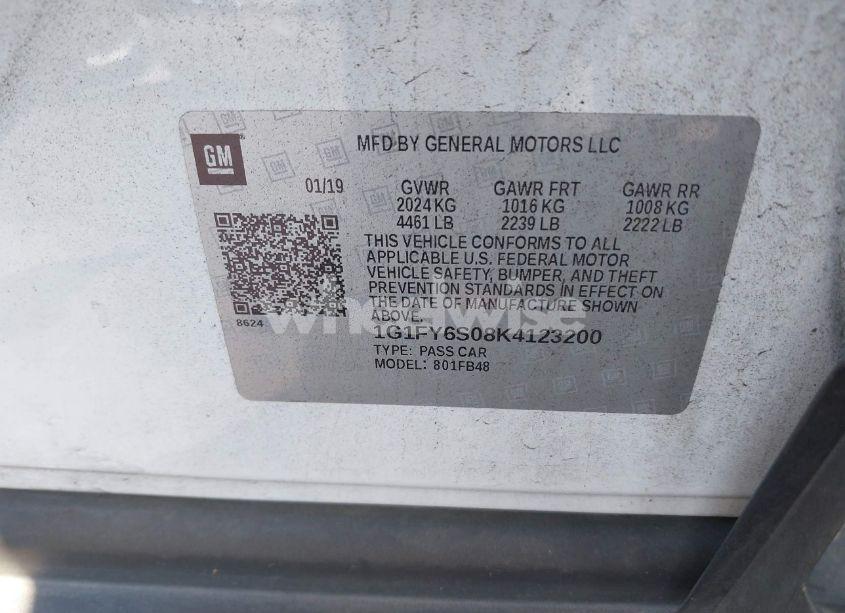 GM
MFD BY GENERAL MOTORS LLC
01/19 GVWR GAWR FRT GAWR RR
2024 KG 1016 KG 1008 KG
4461 LB 2239 LB 2222 LB
THIS VEHICLE CONFORMS TO ALL
APPLICABLE U.S. FEDERAL MOTOR
VEHICLE SAFETY, BUMPER, AND THEFT
PREVENTION STANDARDS IN EFFECT ON
THE DATE OF MANUFACTURE SHOWN
ABOVE.
8624
1G1FY6S08K4123200
TYPE: PASS CAR
MODEL: 801FB48